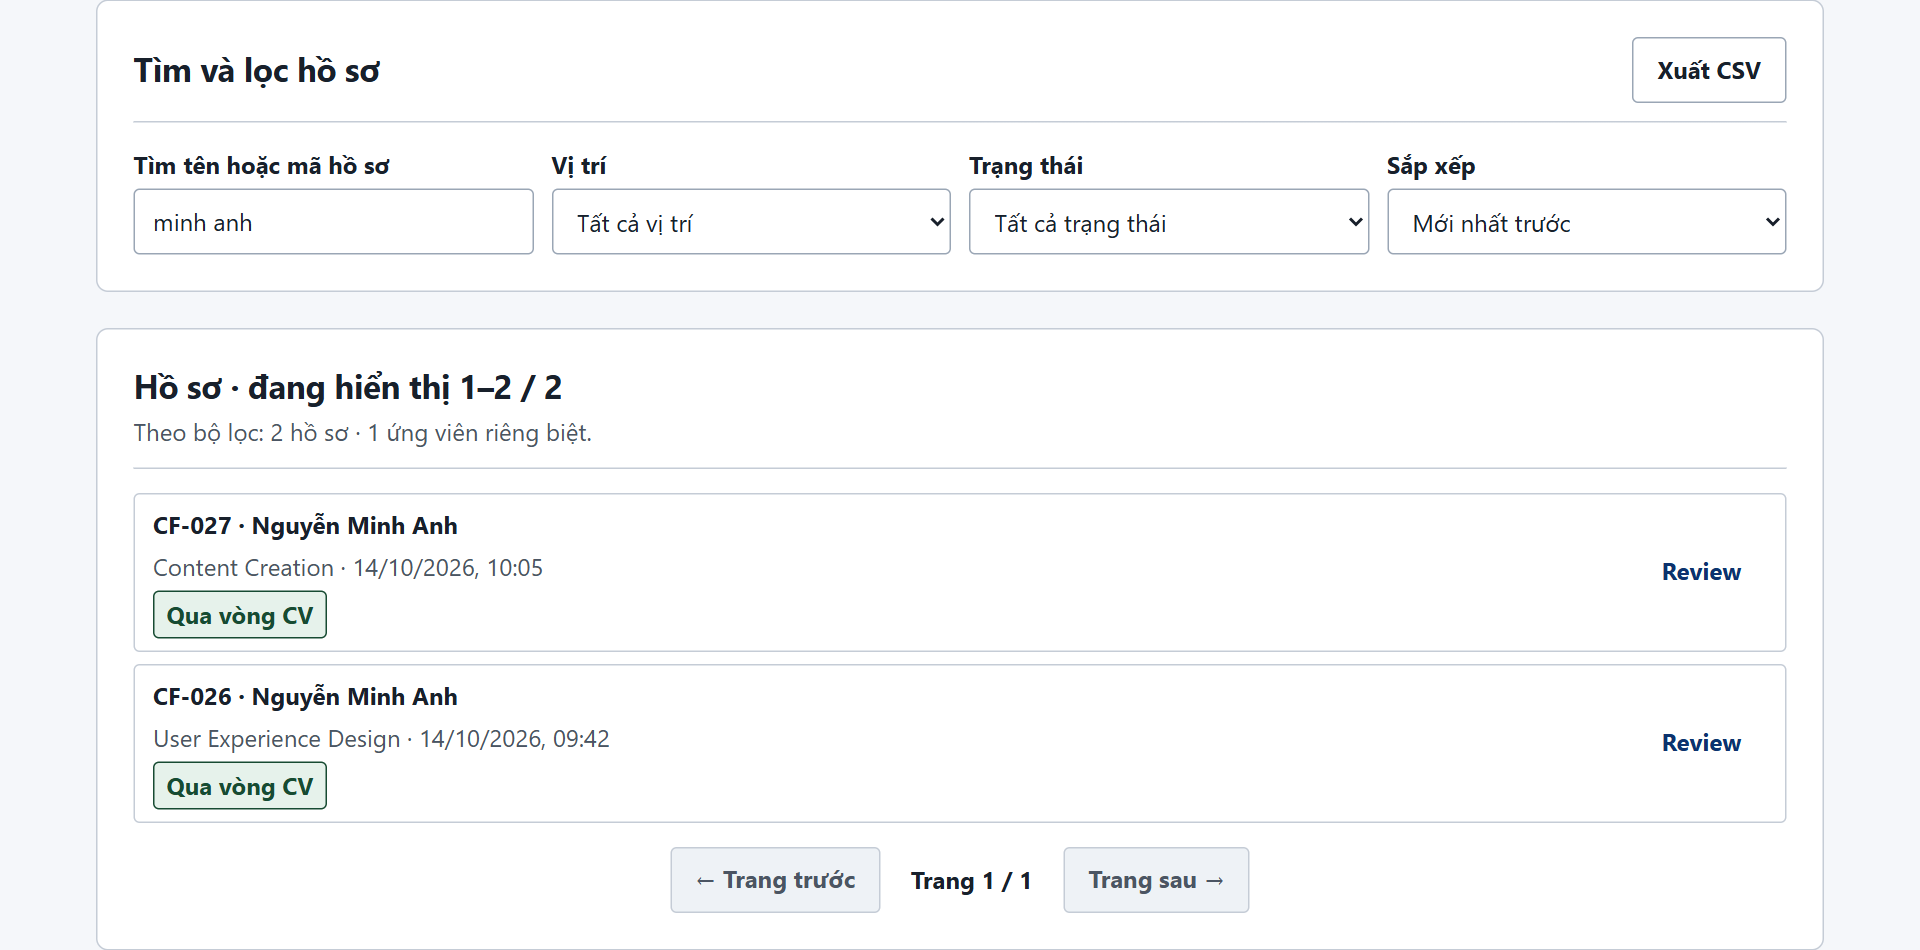 Tìm và lọc hồ sơ
Xuất CSV
Tìm tên hoặc mã hồ sơ
Vị trí
Trạng thái
Sắp xếp
minh anh
Tất cả vị trí
Tất cả trạng thái
Mới nhất trước
Hồ sơ · đang hiển thị 1–2 / 2
Theo bộ lọc: 2 hồ sơ · 1 ứng viên riêng biệt.
CF-027 · Nguyễn Minh Anh
Content Creation · 14/10/2026, 10:05
Qua vòng CV
Review
CF-026 · Nguyễn Minh Anh
User Experience Design · 14/10/2026, 09:42
Qua vòng CV
Review
← Trang trước
Trang 1 / 1
Trang sau →